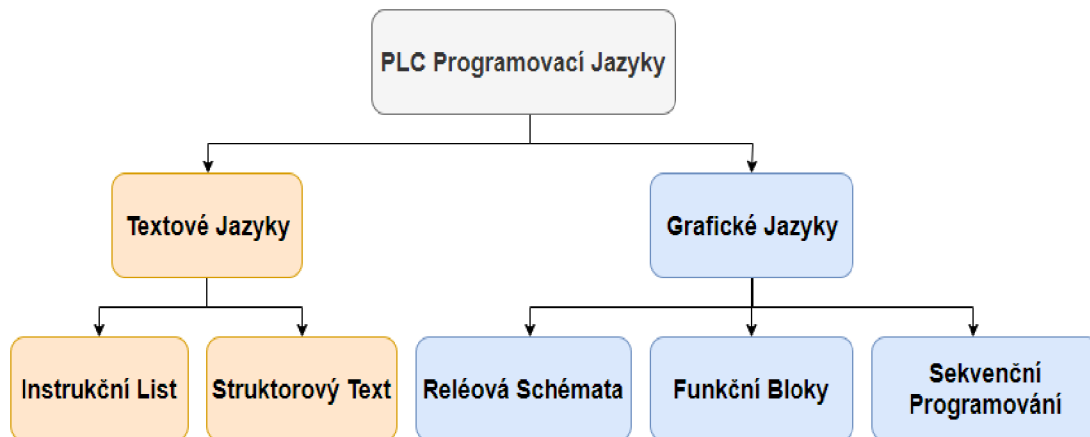 PLC Programovací Jazyky
Textové Jazyky
Grafické Jazyky
Instrukční List
Struktorový Text
Reléová Schémata
Funkční Bloky
Sekvenční
Programování